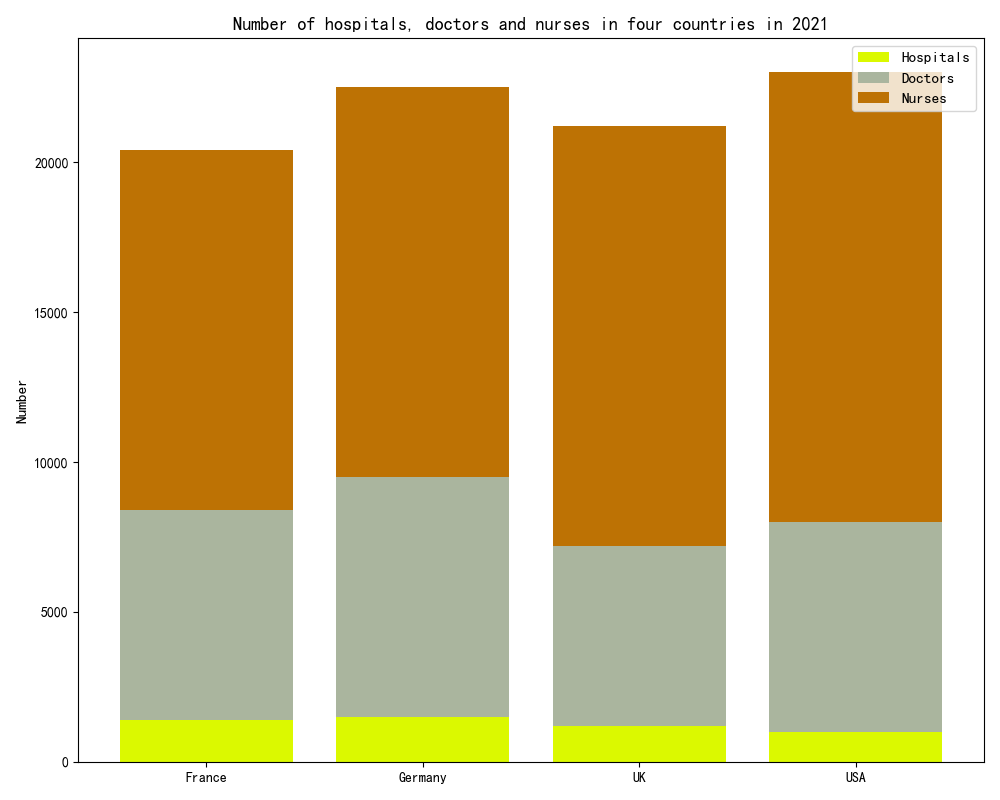 Number of hospitals, doctors and nurses in four countries in 2021
Hospitals
Doctors
Nurses
Number
20000
15000
10000
5000
0
France
Germany
UK
USA